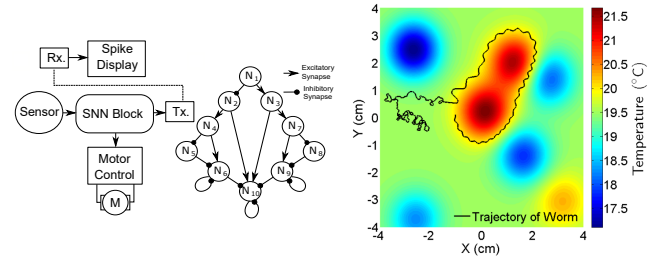 Rx.
Spike
Display
Sensor
SNN Block
Tx.
Motor
Control
M
Excitatory
Synapse
Inhibitory
Synapse
N1
N2
N3
N4
N7
N5
N8
N6
N9
N10
4
3
2
1
0
-1
-2
-3
-4
Y (cm)
-4
-2
0
2
4
X (cm)
Trajectory of Worm
21.5
21
20.5
20
19.5
19
18.5
18
17.5
Temperature (°C)